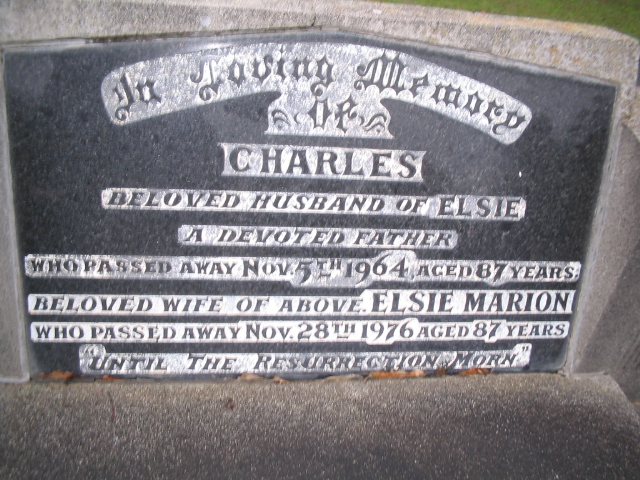 In Loving Memory
Of
CHARLES
BELOVED HUSBAND OF ELSIE
A DEVOTED FATHER
WHO PASSED AWAY NOV. 5TH 1964, AGED 87 YEARS.
BELOVED WIFE OF ABOVE. ELSIE MARION
WHO PASSED AWAY NOV. 28TH 1976 AGED 87 YEARS
"UNTIL THE RESURRECTION MORN"